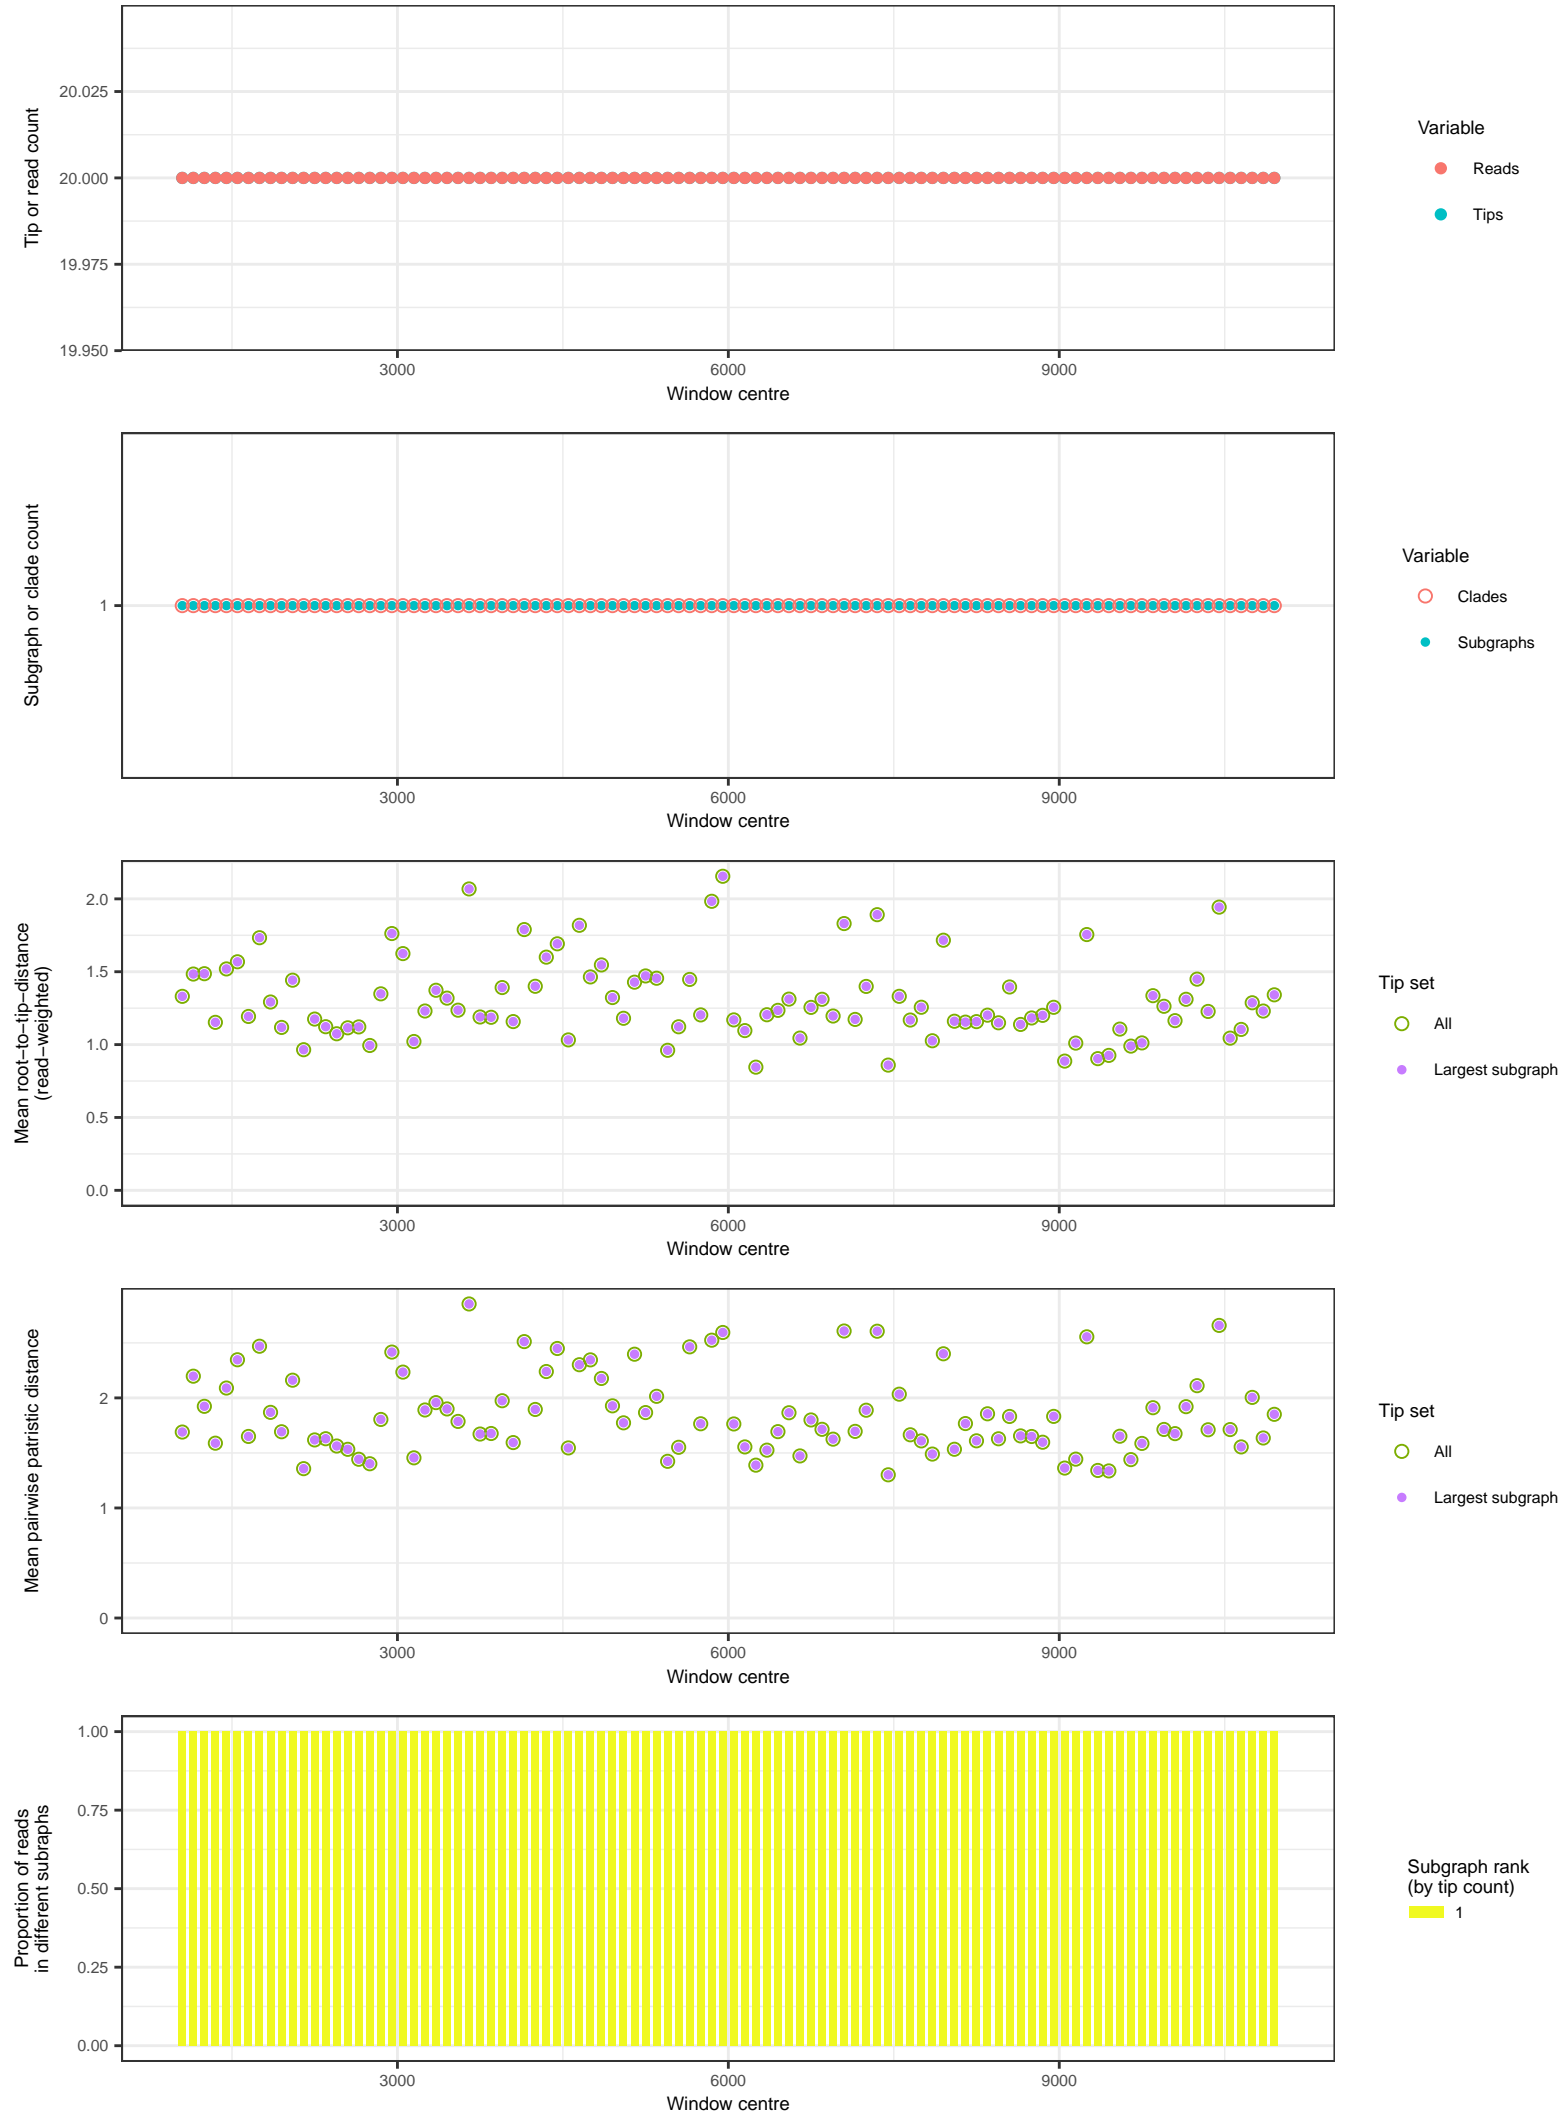 Tip or read count
20.025
20.000
19.975
19.950
3000
6000
9000
Window centre
Variable
Reads
Tips
Subgraph or clade count
1
3000
6000
9000
Window centre
Variable
Clades
Subgraphs
Mean root−to−tip−distance
(read−weighted)
2.0
1.5
1.0
0.5
0.0
3000
6000
9000
Window centre
Tip set
All
Largest subgraph
Mean pairwise patristic distance
2
1
0
3000
6000
9000
Window centre
Tip set
All
Largest subgraph
Proportion of reads
in different subraphs
1.00
0.75
0.50
0.25
0.00
3000
6000
9000
Window centre
Subgraph rank
(by tip count)
1